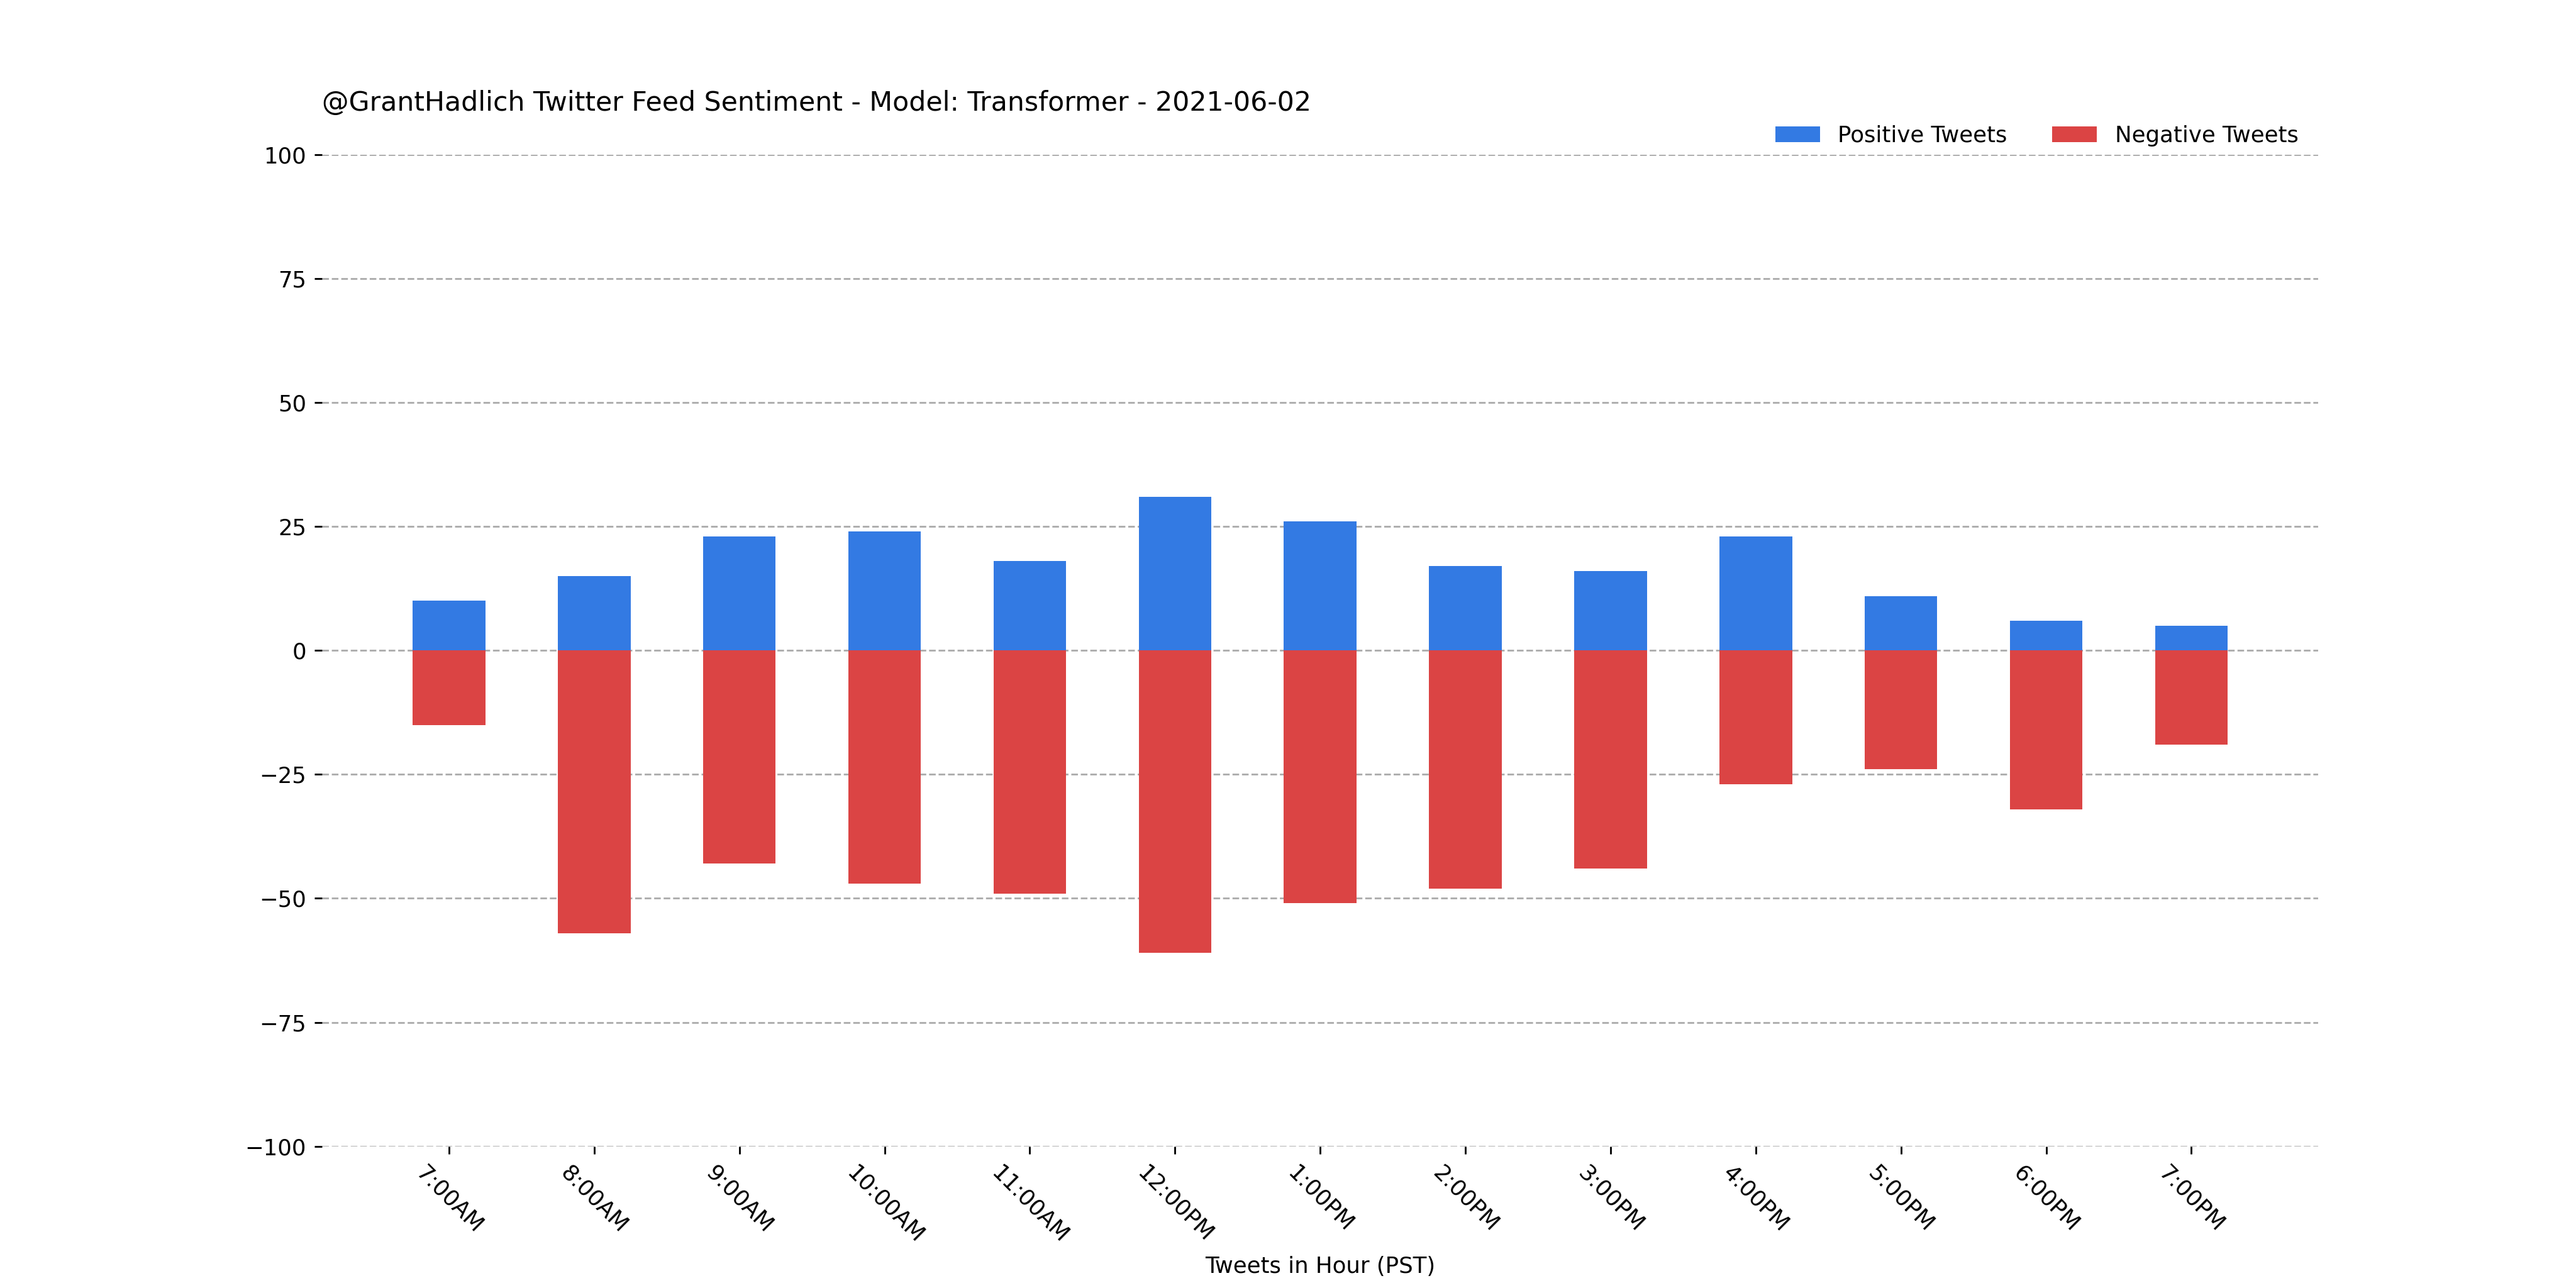 @GrantHadlich Twitter Feed Sentiment - Model: Transformer - 2021-06-02
Positive Tweets
Negative Tweets
100
75
50
25
0
−25
−50
−75
−100
7:00AM
8:00AM
9:00AM
10:00AM
11:00AM
12:00PM
1:00PM
2:00PM
3:00PM
4:00PM
5:00PM
6:00PM
7:00PM
Tweets in Hour (PST)